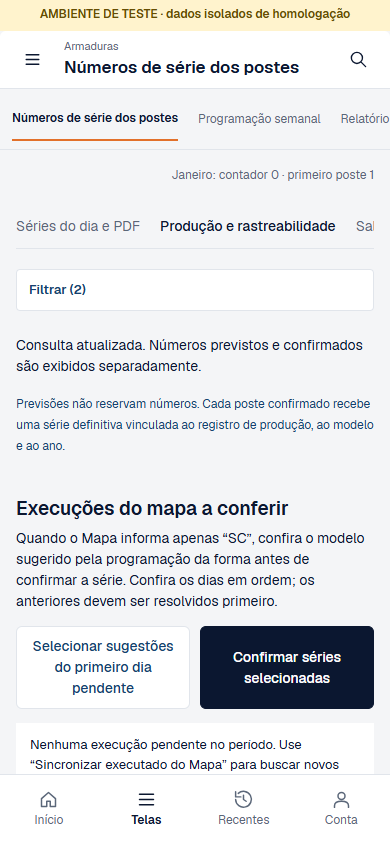 AMBIENTE DE TESTE · dados isolados de homologação
Armaduras
Números de série dos postes
Números de série dos postes
Programação semanal
Relatório
Janeiro: contador 0 · primeiro poste 1
Séries do dia e PDF
Produção e rastreabilidade
Sal
Filtrar (2)
Consulta atualizada. Números previstos e confirmados
são exibidos separadamente.
Previsões não reservam números. Cada poste confirmado recebe
uma série definitiva vinculada ao registro de produção, ao modelo
e ao ano.
Execuções do mapa a conferir
Quando o Mapa informa apenas “SC”, confira o modelo
sugerido pela programação da forma antes de
confirmar a série. Confira os dias em ordem; os
anteriores devem ser resolvidos primeiro.
Selecionar sugestões
do primeiro dia
pendente
Confirmar séries
selecionadas
Nenhuma execução pendente no período. Use
“Sincronizar executado do Mapa” para buscar novos
Início
Telas
Recentes
Conta